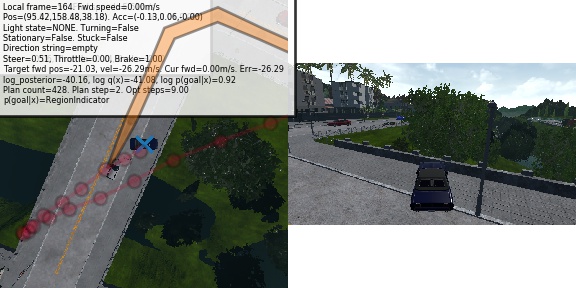 Local frame=164. Fwd speed=0.00m/s
Pos=(95.42,158.48,38.18). Acc=(-0.13,0.06,-0.00)
Light state=NONE. Turning=False
Stationary=False. Stuck=False
Direction string=empty
Steer=0.51, Throttle=0.00, Brake=1.00
Target fwd pos=-21.03, vel=-26.29m/s. Cur fwd=0.00m/s. Err=-26.29
log_posterior=-40.16, log q(x)=-41.08, log p(goal|x)=0.92
Plan count=428. Plan step=2. Opt steps=9.00
p(goal|x)=RegionIndicator